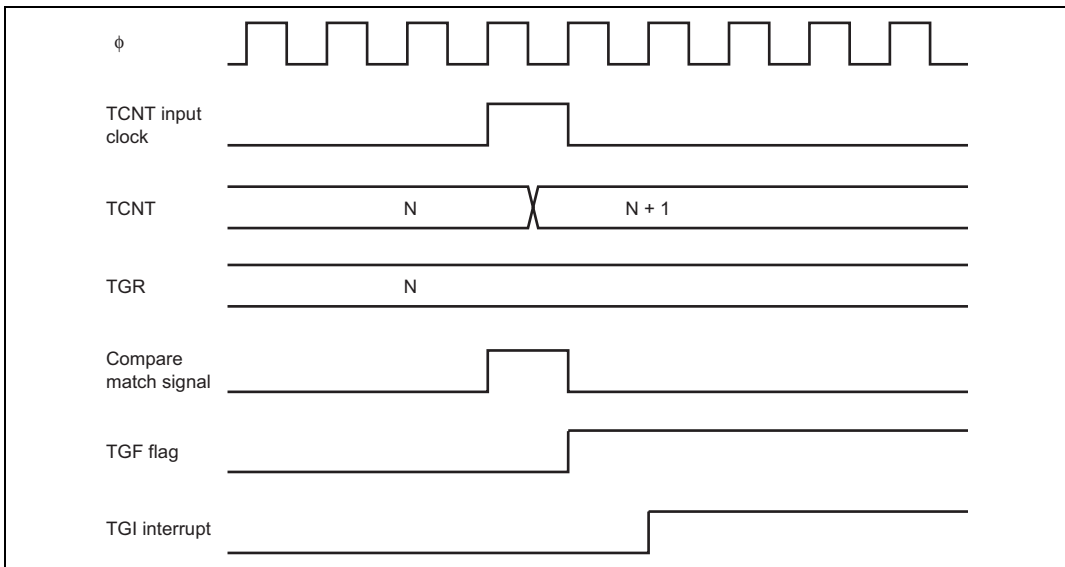 ϕ
TCNT input
clock
TCNT
N
N + 1
TGR
N
Compare
match signal
TGF flag
TGI interrupt